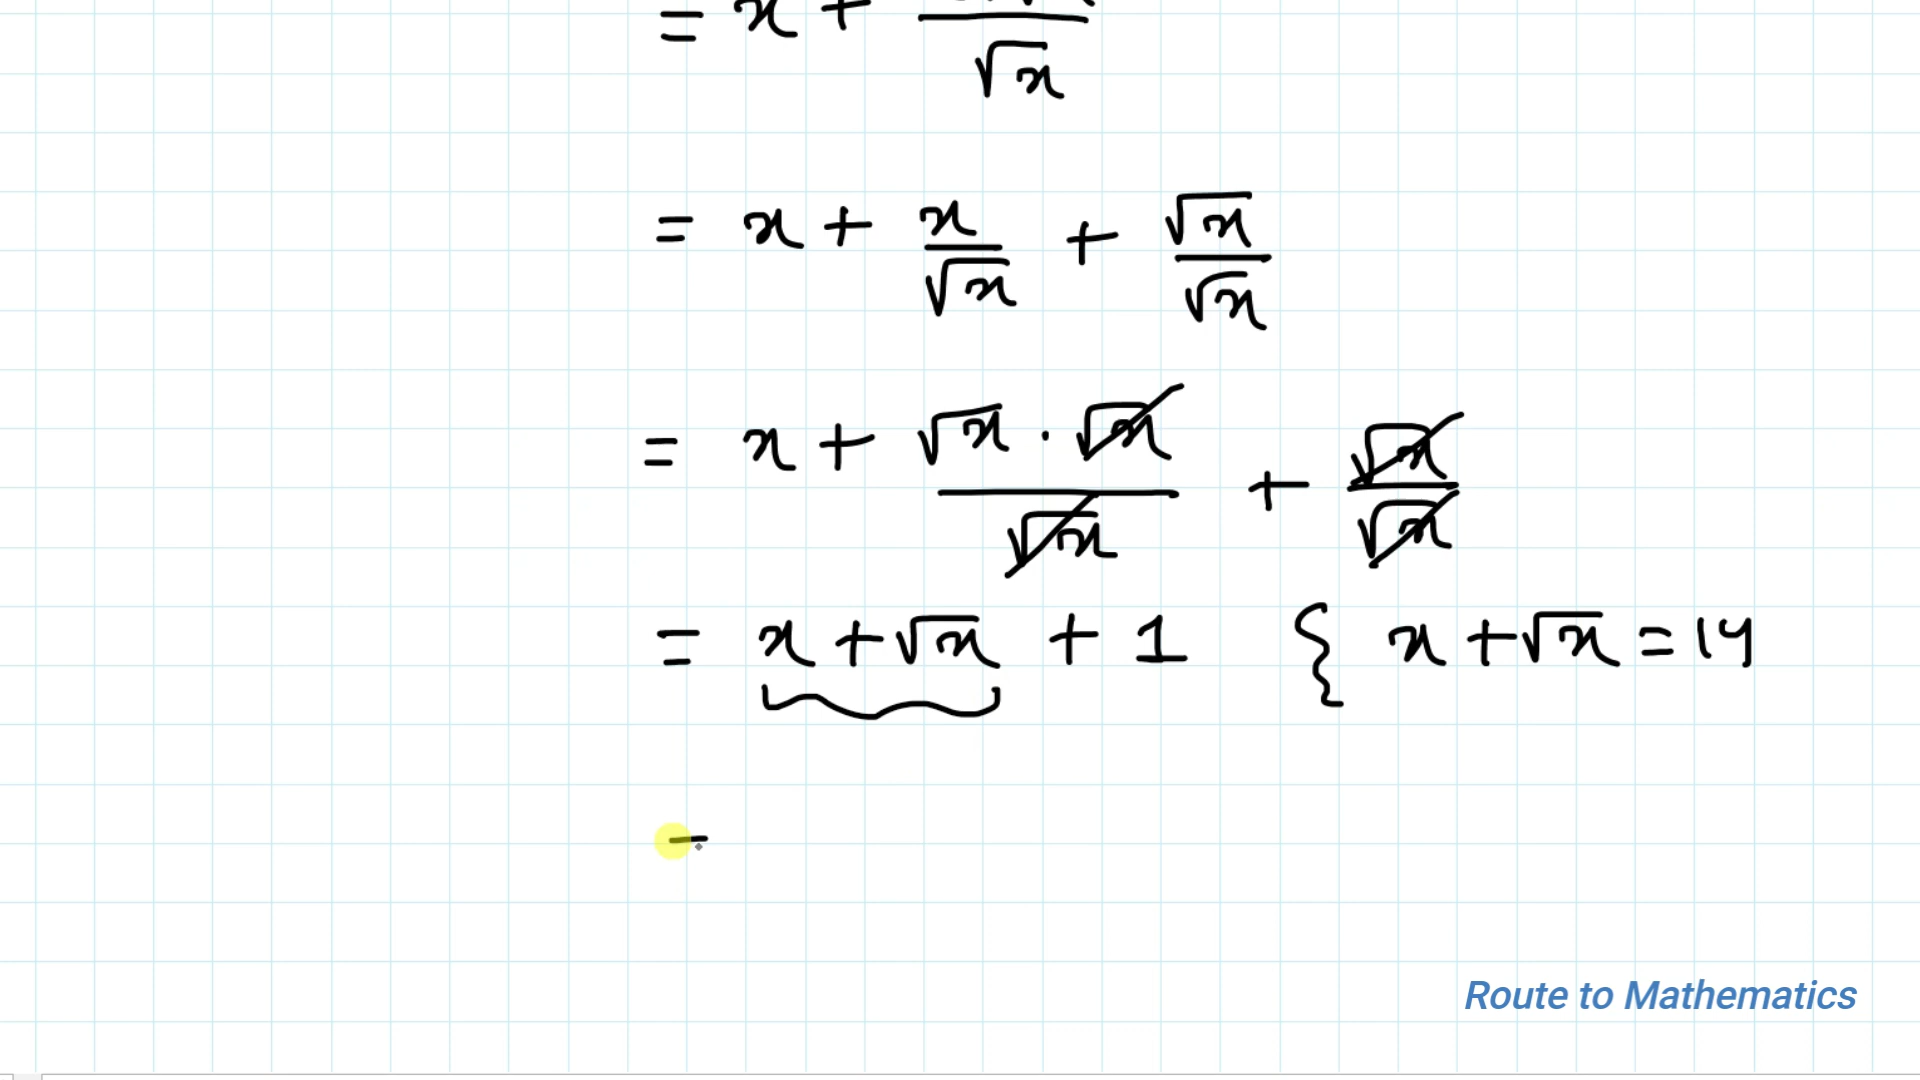 = x + —/√x
= x + x/√x + √x/√x
= x + √x · √x/√x + √x/√x
= x + √x + 1 { x + √x = 14
Route to Mathematics